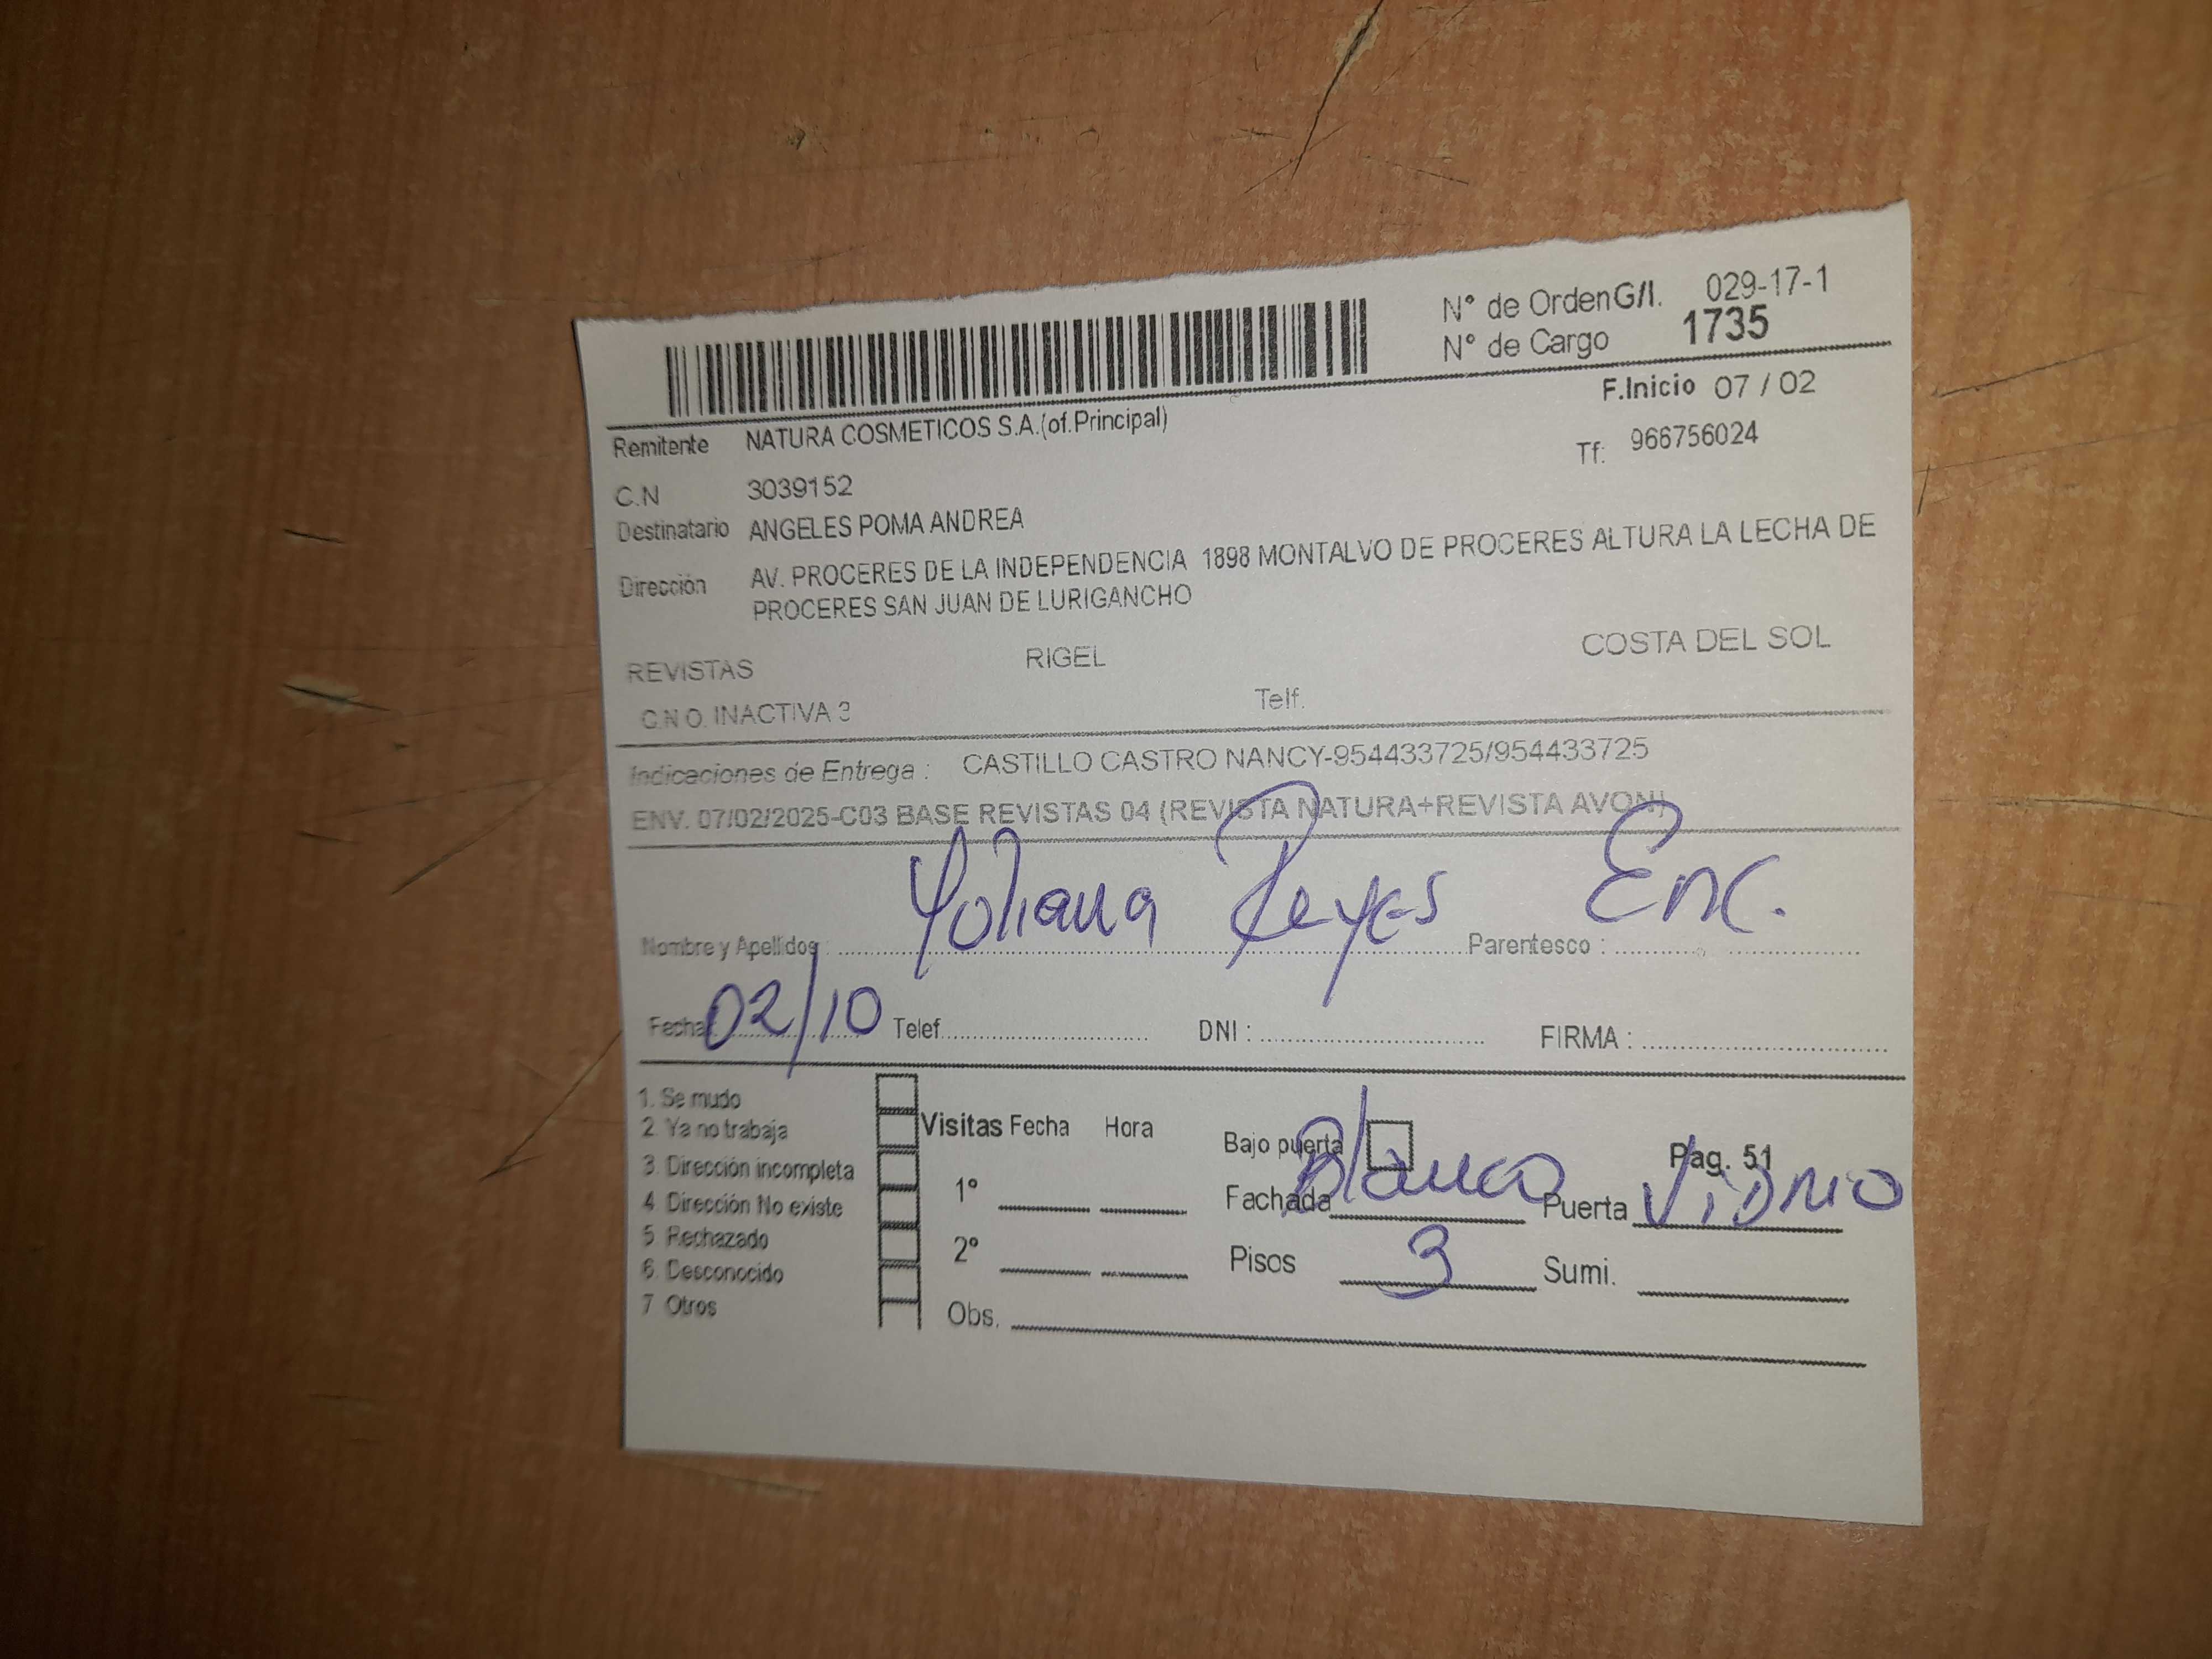 N° de Orden G/I. 029-17-1
N° de Cargo 1735
F.Inicio 07 / 02
Remitente NATURA COSMETICOS S.A.(of.Principal)
Tf: 966756024
C.N 3039152
Destinatario ANGELES POMA ANDREA
Dirección AV. PROCERES DE LA INDEPENDENCIA 1898 MONTALVO DE PROCERES ALTURA LA LECHA DE
PROCERES SAN JUAN DE LURIGANCHO
REVISTAS RIGEL COSTA DEL SOL
C.N.O. INACTIVA 3 Telf.
Indicaciones de Entrega : CASTILLO CASTRO NANCY-954433725/954433725
ENV. 07/02/2025-C03 BASE REVISTAS 04 (REVISTA NATURA+REVISTA AVON)
Nombre y Apellidos : Yoliana Reyes Parentesco : Enc.
Fecha 02/10 Telef. DNI : FIRMA :
1. Se mudo
2. Ya no trabaja
3. Dirección incompleta
4. Dirección No existe
5. Rechazado
6. Desconocido
7. Otros
Visitas Fecha Hora
1°
2°
Obs.
Bajo puerta Pag. 51
Fachada Blanco Puerta Vidrio
Pisos 3 Sumi.